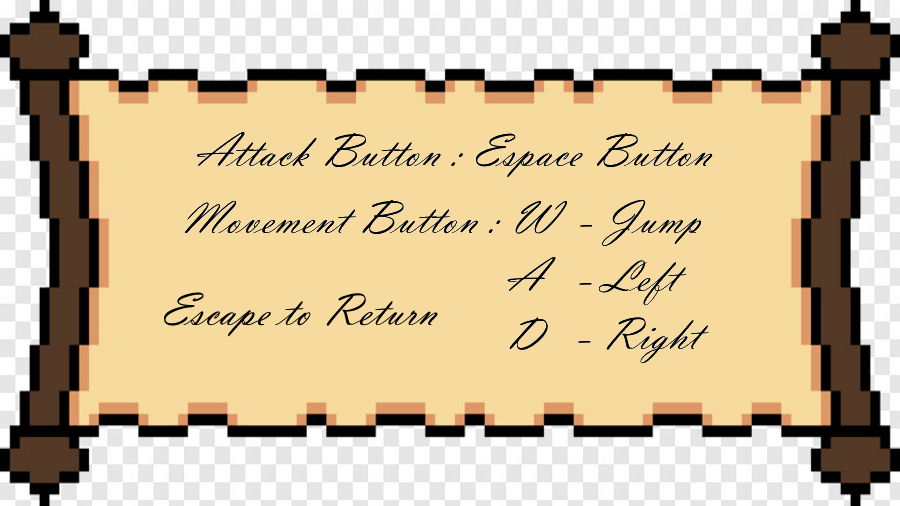 Attack Button : Espace Button
Movement Button : W - Jump
A - Left
Escape to Return
D - Right